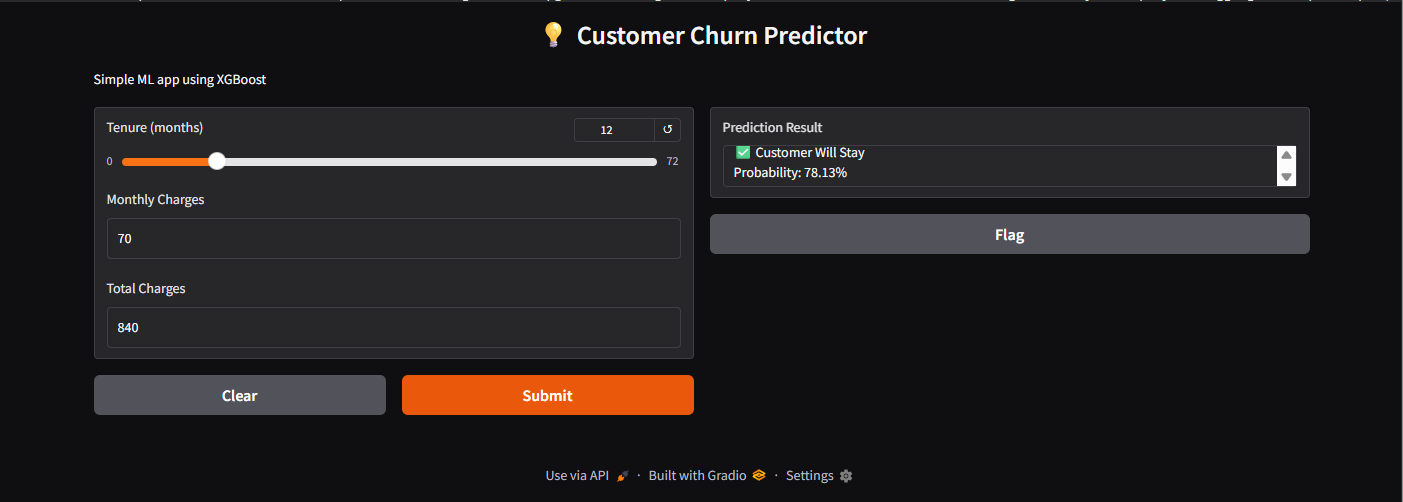 💡 Customer Churn Predictor
Simple ML app using XGBoost
Tenure (months)
12
0
72
Monthly Charges
70
Total Charges
840
Clear
Submit
Prediction Result
✅ Customer Will Stay
Probability: 78.13%
Flag
Use via API 🚀 · Built with Gradio · Settings ⚙️